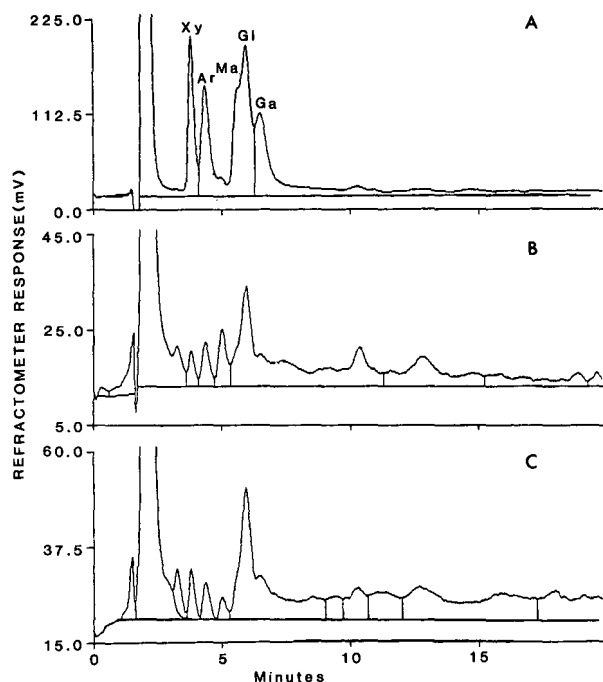 REFRACTOMETER RESPONSE (mV)
225.0
112.5
0.0
A
Xy
Ar
Ma
Gl
Ga
45.0
25.0
5.0
B
60.0
37.5
15.0
C
0
5
10
15
Minutes